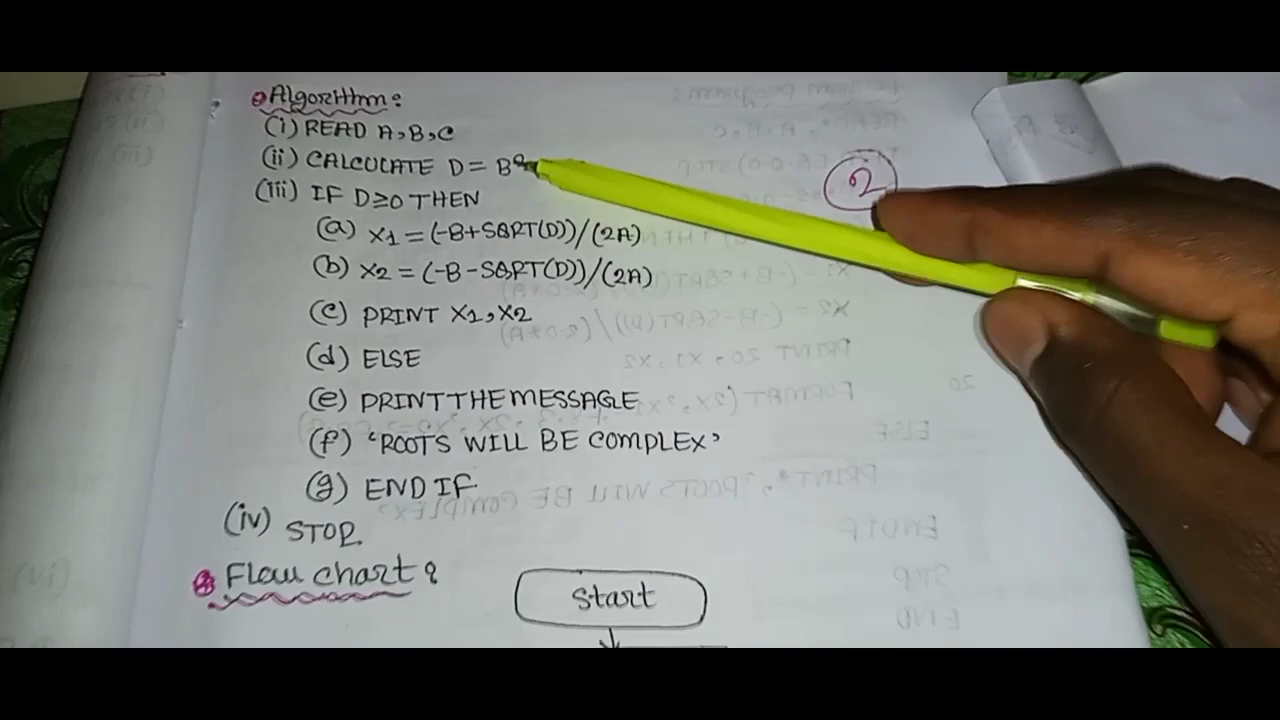 Algorithm:
(i) READ A,B,C
(ii) CALCULATE D = B²
(iii) IF D≥0 THEN
(a) X1 = (-B+SQRT(D))/(2A)
(b) X2 = (-B-SQRT(D))/(2A)
(c) PRINT X1,X2
(d) ELSE
(e) PRINT THE MESSAGE
(f) 'ROOTS WILL BE COMPLEX'
(g) END IF
(iv) STOP.
Flow chart:
Start
2